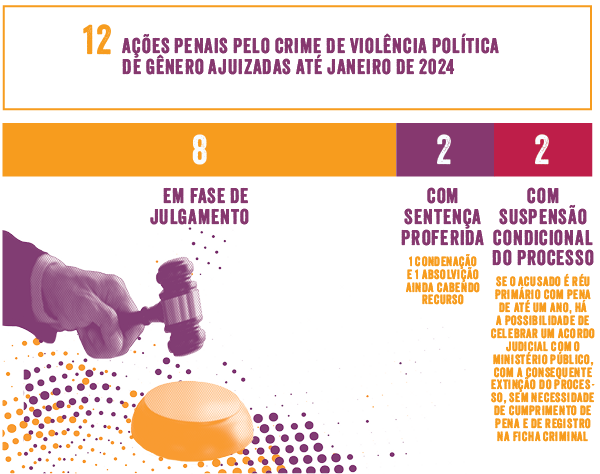 12 AÇÕES PENAIS PELO CRIME DE VIOLÊNCIA POLÍTICA
DE GÊNERO AJUIZADAS ATÉ JANEIRO DE 2024
8
EM FASE DE
JULGAMENTO
2
COM
SENTENÇA
PROFERIDA
1 CONDENAÇÃO
E 1 ABSOLVIÇÃO
AINDA CABENDO
RECURSO
2
COM
SUSPENSÃO
CONDICIONAL
DO PROCESSO
SE O ACUSADO É RÉU
PRIMÁRIO COM PENA
DE ATÉ UM ANO, HÁ
A POSSIBILIDADE DE
CELEBRAR UM ACORDO
JUDICIAL COM O
MINISTÉRIO PÚBLICO,
COM A CONSEQUENTE
EXTINÇÃO DO PROCES-
SO, SEM NECESSIDADE
DE CUMPRIMENTO DE
PENA E DE REGISTRO
NA FICHA CRIMINAL